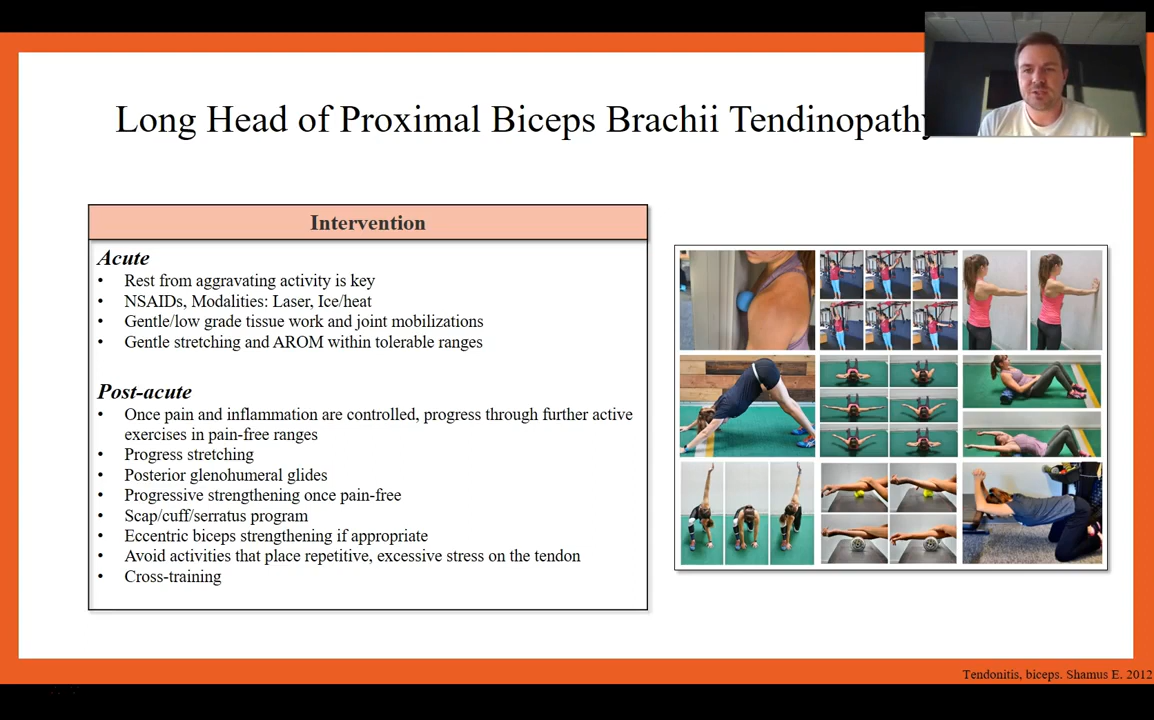 Long Head of Proximal Biceps Brachii Tendinopathy
Intervention
Acute
• Rest from aggravating activity is key
• NSAIDs, Modalities: Laser, Ice/heat
• Gentle/low grade tissue work and joint mobilizations
• Gentle stretching and AROM within tolerable ranges
Post-acute
• Once pain and inflammation are controlled, progress through further active
exercises in pain-free ranges
• Progress stretching
• Posterior glenohumeral glides
• Progressive strengthening once pain-free
• Scap/cuff/serratus program
• Eccentric biceps strengthening if appropriate
• Avoid activities that place repetitive, excessive stress on the tendon
• Cross-training
Tendonitis, biceps. Shamus E. 2012